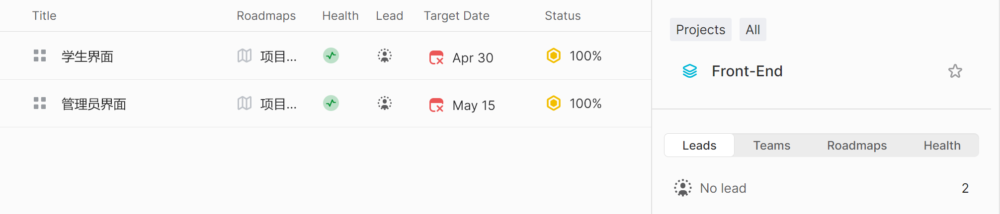 Title Roadmaps Health Lead Target Date Status
学生界面 项目... Apr 30 100%
管理员界面 项目... May 15 100%
Projects All
Front-End
Leads Teams Roadmaps Health
No lead 2